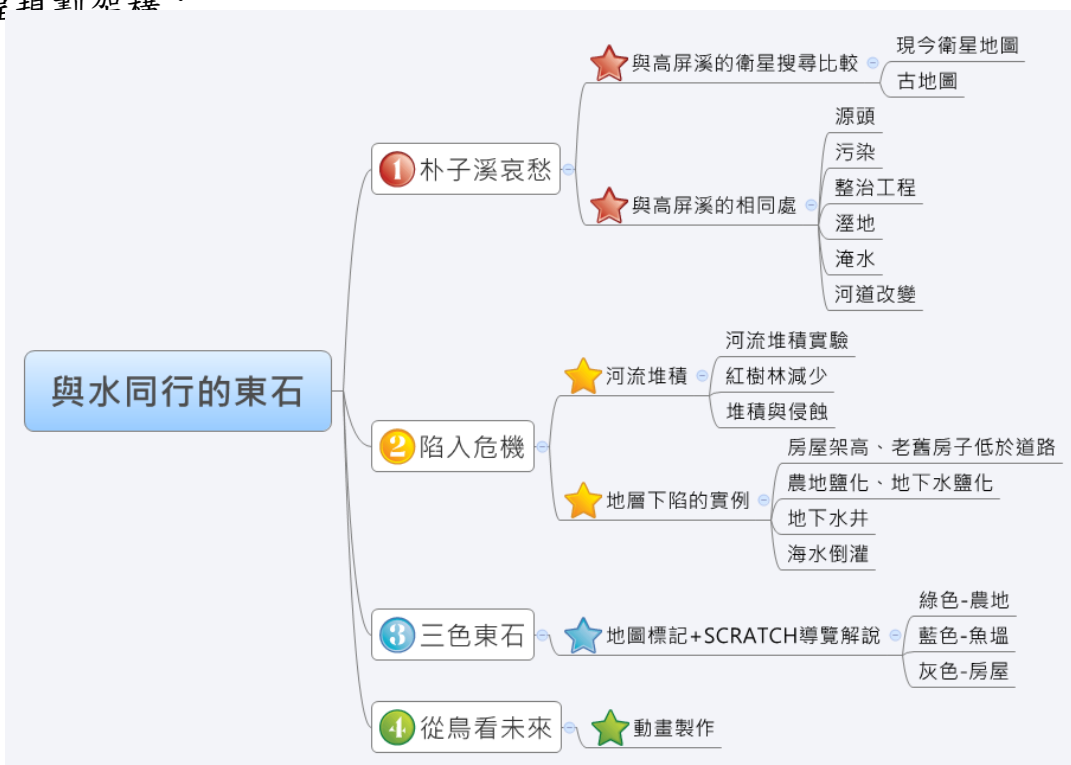 與水同行的東石
1 朴子溪哀愁
與高屏溪的衛星搜尋比較
現今衛星地圖
古地圖
與高屏溪的相同處
源頭
污染
整治工程
溼地
淹水
河道改變
2 陷入危機
河流堆積
河流堆積實驗
紅樹林減少
堆積與侵蝕
地層下陷的實例
房屋架高、老舊房子低於道路
農地鹽化、地下水鹽化
地下水井
海水倒灌
3 三色東石
地圖標記+SCRATCH導覽解說
綠色-農地
藍色-魚塭
灰色-房屋
4 從鳥看未來
動畫製作